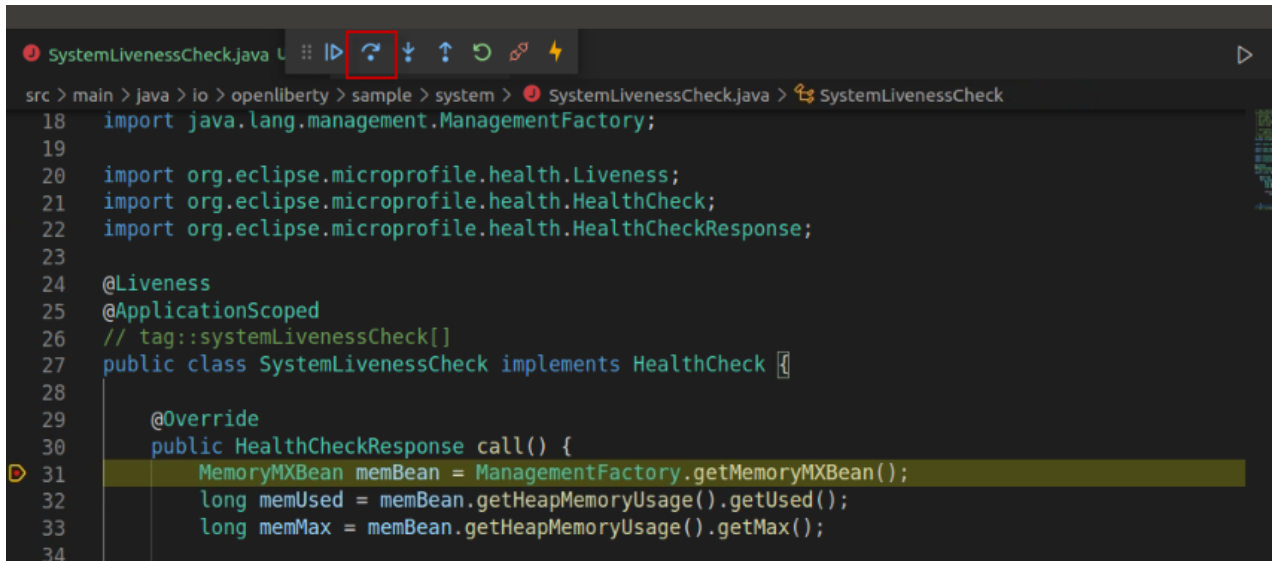 SystemLivenessCheck.java U
src > main > java > io > openliberty > sample > system > SystemLivenessCheck.java > SystemLivenessCheck
18 import java.lang.management.ManagementFactory;
19
20 import org.eclipse.microprofile.health.Liveness;
21 import org.eclipse.microprofile.health.HealthCheck;
22 import org.eclipse.microprofile.health.HealthCheckResponse;
23
24 @Liveness
25 @ApplicationScoped
26 // tag::systemLivenessCheck[]
27 public class SystemLivenessCheck implements HealthCheck {
28
29 @Override
30 public HealthCheckResponse call() {
31 MemoryMXBean memBean = ManagementFactory.getMemoryMXBean();
32 long memUsed = memBean.getHeapMemoryUsage().getUsed();
33 long memMax = memBean.getHeapMemoryUsage().getMax();
34